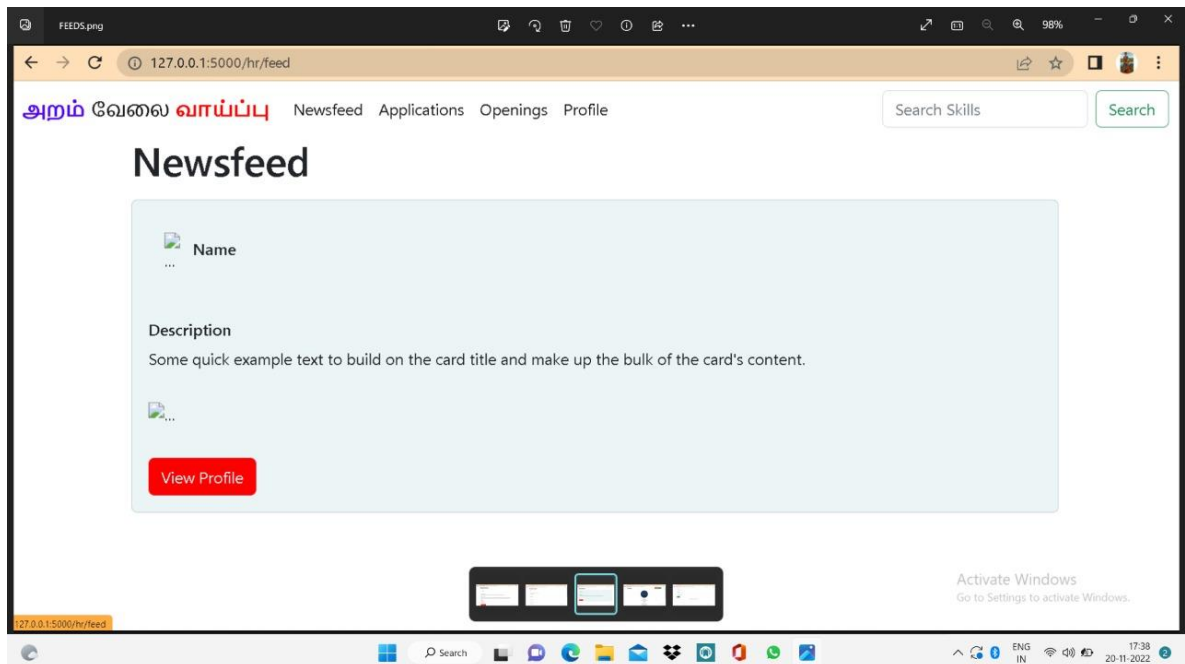 FEEDS.png
98%
127.0.0.1:5000/hr/feed
அறம் வேலை வாய்ப்பு Newsfeed Applications Openings Profile Search Skills Search
Newsfeed
... Name
Description
Some quick example text to build on the card title and make up the bulk of the card's content.
...
View Profile
Activate Windows
Go to Settings to activate Windows.
127.0.0.1:5000/hr/feed
Search ENG 17:38
IN 20-11-2022 2